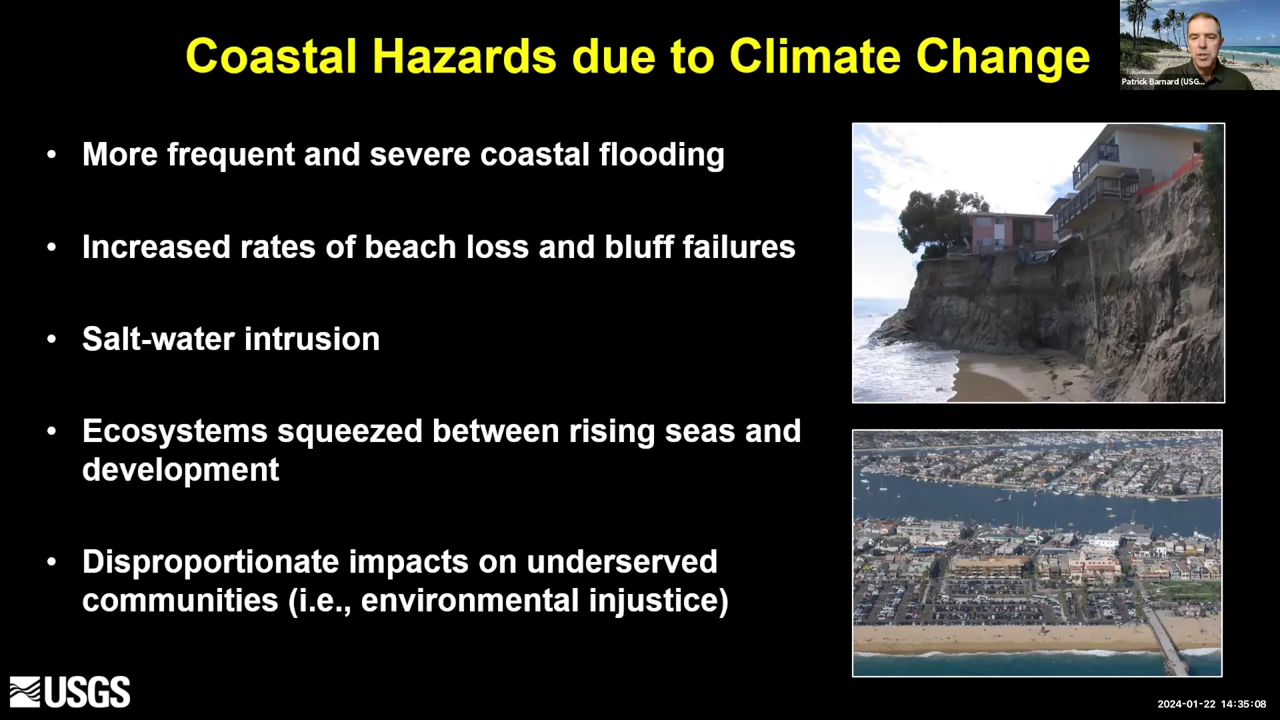 Coastal Hazards due to Climate Change
Patrick Barnard (USG...
• More frequent and severe coastal flooding
• Increased rates of beach loss and bluff failures
• Salt-water intrusion
• Ecosystems squeezed between rising seas and
development
• Disproportionate impacts on underserved
communities (i.e., environmental injustice)
USGS
2024-01-22 14:35:08